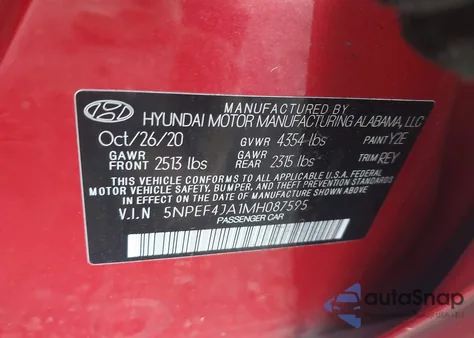 MANUFACTURED BY
HYUNDAI MOTOR MANUFACTURING ALABAMA, LLC
Oct/26/20 GVWR 4354 lbs PAINT Y2E
GAWR FRONT 2513 lbs GAWR REAR 2315 lbs TRIM REY
THIS VEHICLE CONFORMS TO ALL APPLICABLE U.S. FEDERAL
MOTOR VEHICLE SAFETY, BUMPER, AND THEFT PREVENTION
STANDARDS IN EFFECT ON THE DATE OF MANUFACTURE SHOWN ABOVE.
V.I.N 5NPEF4JA1MH087595
PASSENGER CAR
autoSnap